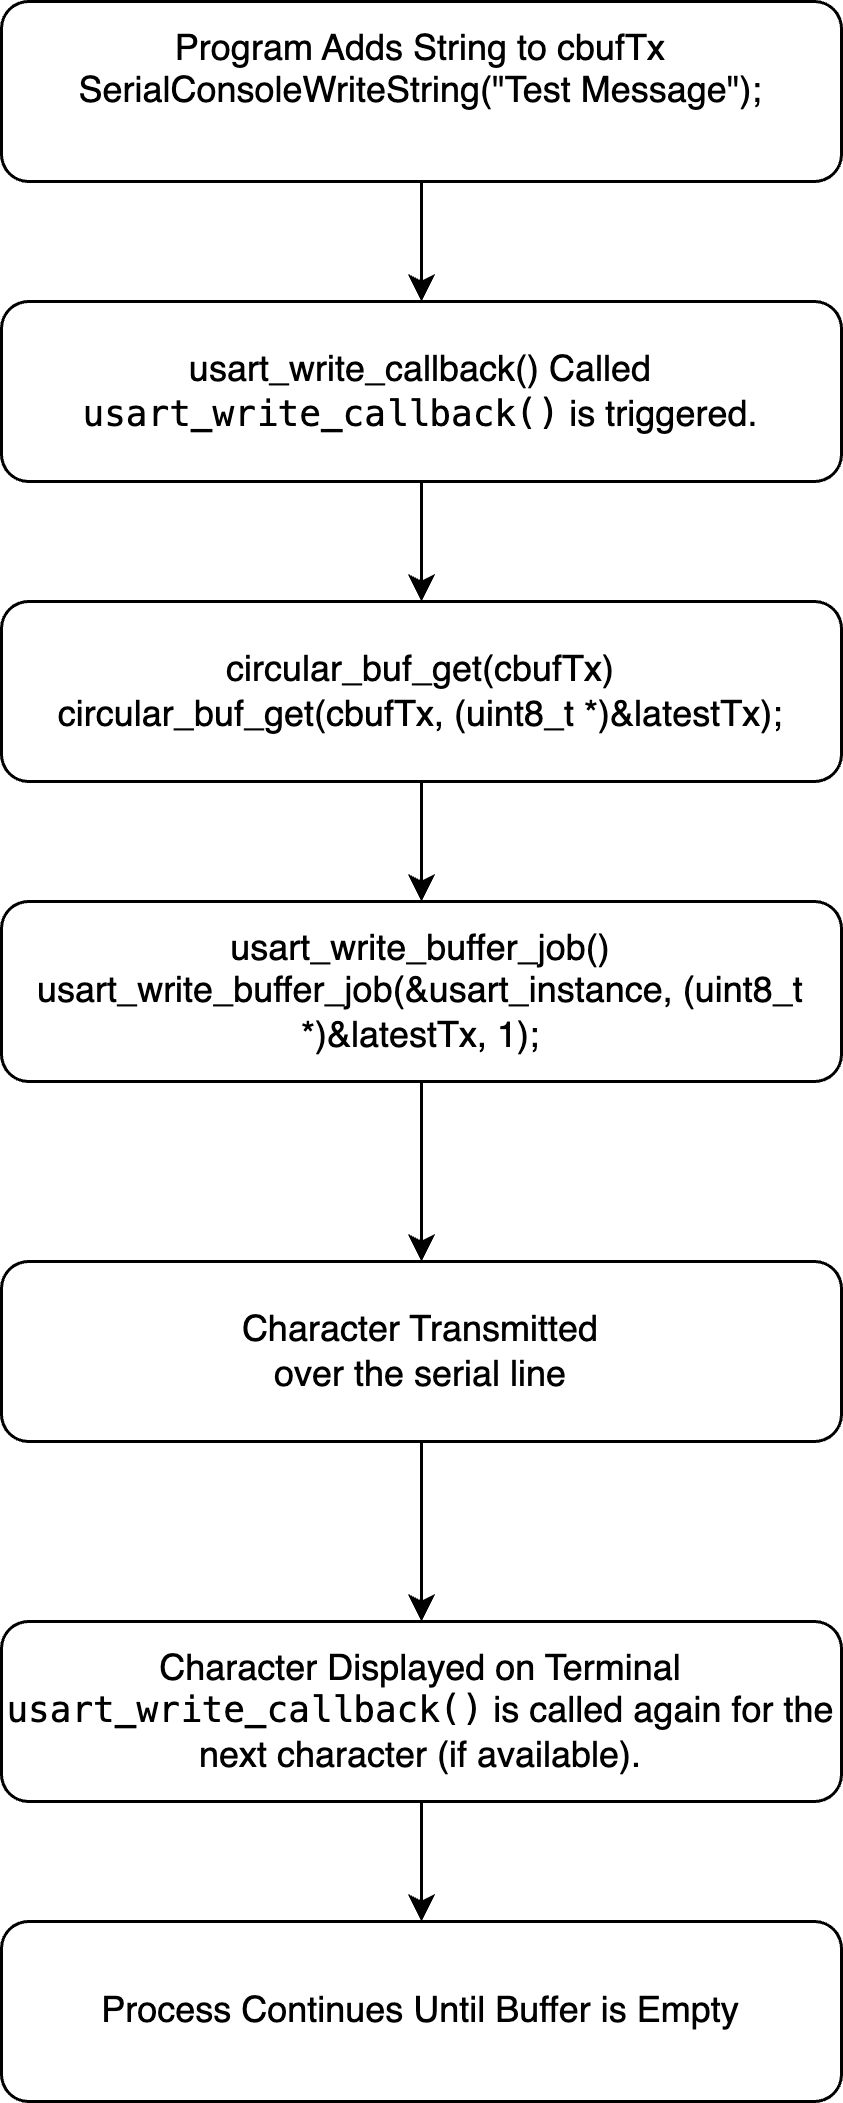 Program Adds String to cbufTx
SerialConsoleWriteString("Test Message");
usart_write_callback() Called
usart_write_callback() is triggered.
circular_buf_get(cbufTx)
circular_buf_get(cbufTx, (uint8_t *)&latestTx);
usart_write_buffer_job()
usart_write_buffer_job(&usart_instance, (uint8_t
*)&latestTx, 1);
Character Transmitted
over the serial line
Character Displayed on Terminal
usart_write_callback() is called again for the
next character (if available).
Process Continues Until Buffer is Empty